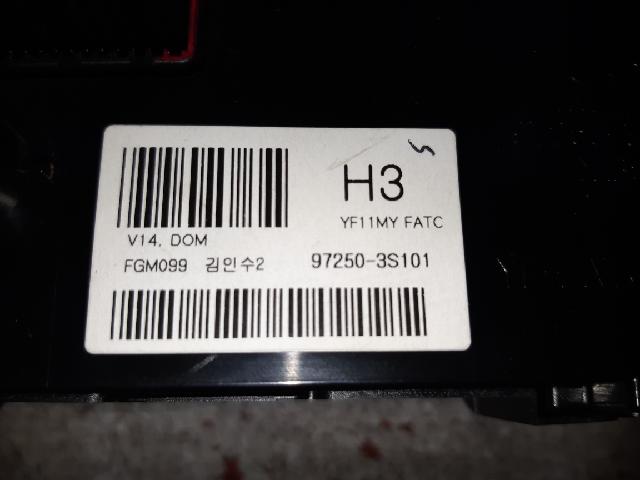 H3
YF11MY FATC
V14, DOM
FGM099 김인수2 97250-3S101